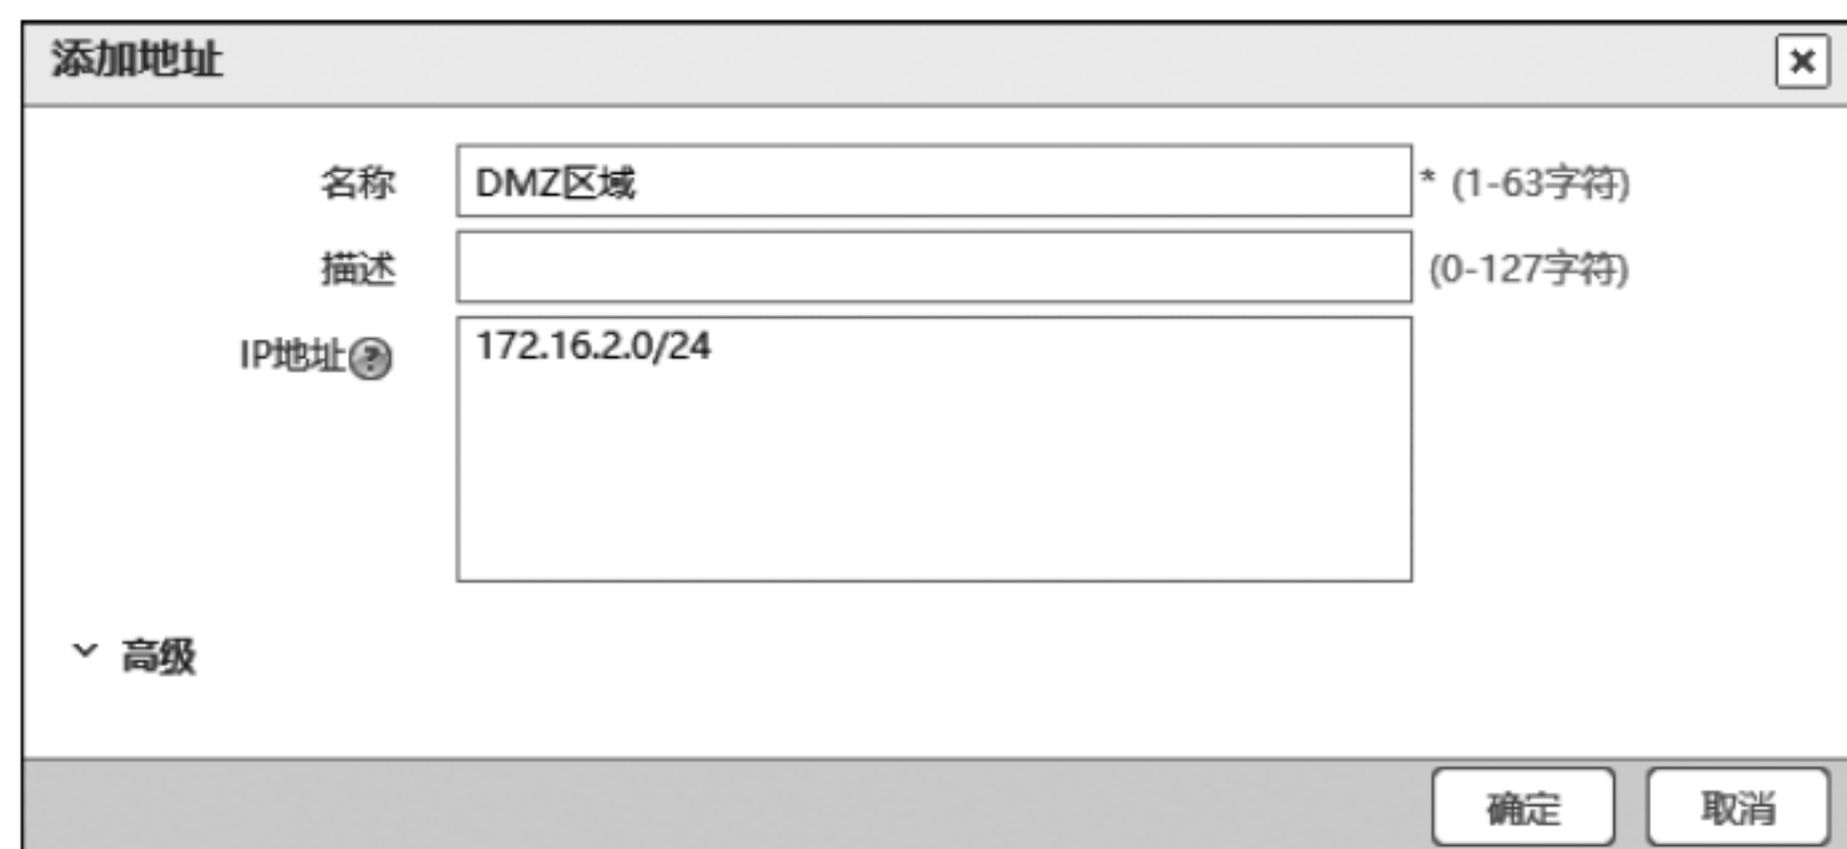 添加地址
名称 DMZ区域 * (1-63字符)
描述 (0-127字符)
IP地址 172.16.2.0/24
高级
确定 取消